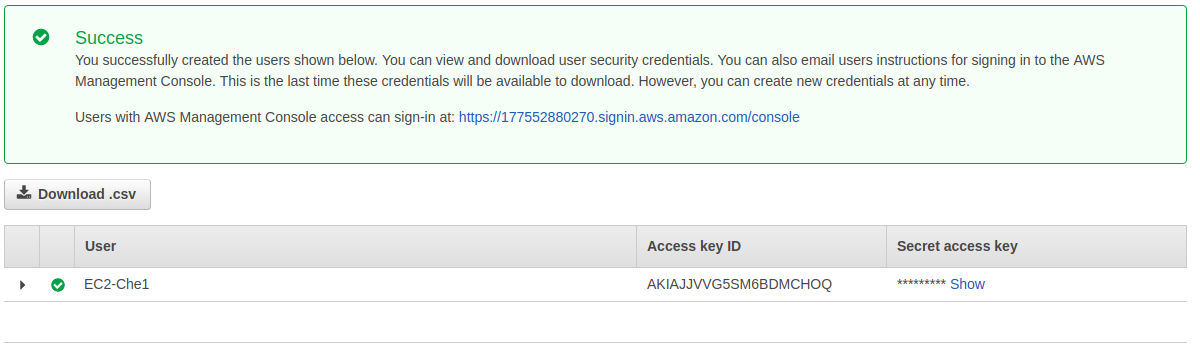 Success
You successfully created the users shown below. You can view and download user security credentials. You can also email users instructions for signing in to the AWS
Management Console. This is the last time these credentials will be available to download. However, you can create new credentials at any time.
Users with AWS Management Console access can sign-in at: https://177552880270.signin.aws.amazon.com/console
Download .csv
User Access key ID Secret access key
EC2-Che1 AKIAJJVVG5SM6BDMCHOQ ********* Show